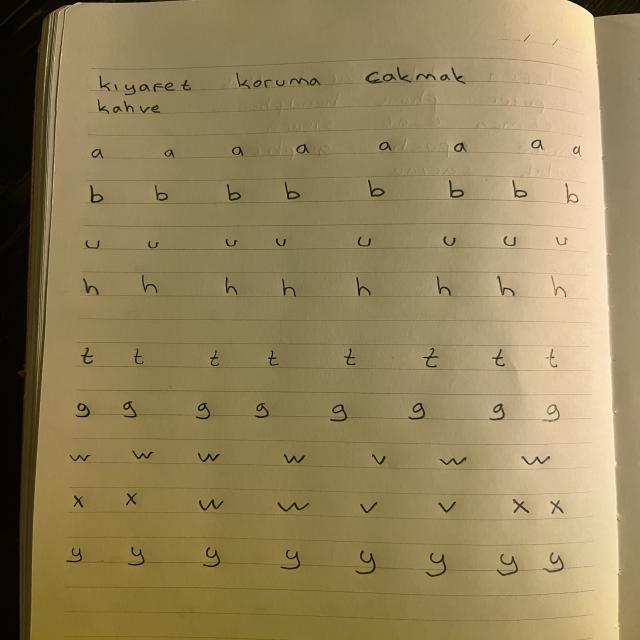 kıyafet koruma çakmak
kahve
a a a a a a a a
b b b b b b b b
u u u u u u u u
h h h h h h h h
t t t t t t t t
g g g g g g g g
w w w w v w w
x x w w v v x x
y y y y y y y y